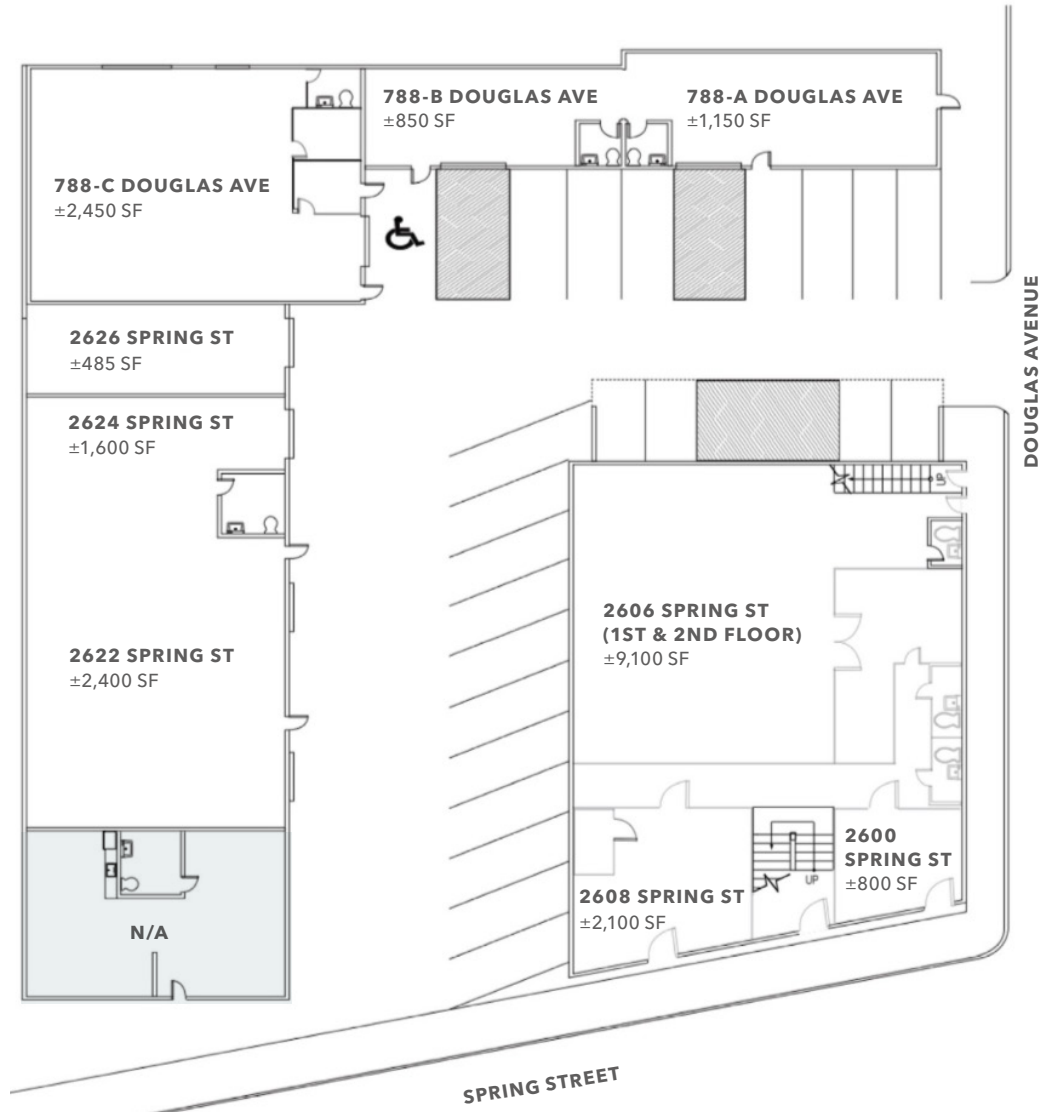 788-B DOUGLAS AVE
±850 SF
788-A DOUGLAS AVE
±1,150 SF
788-C DOUGLAS AVE
±2,450 SF
2626 SPRING ST
±485 SF
2624 SPRING ST
±1,600 SF
DOUGLAS AVENUE
UP
2606 SPRING ST
(1ST & 2ND FLOOR)
±9,100 SF
2622 SPRING ST
±2,400 SF
2600
SPRING ST
±800 SF
UP
2608 SPRING ST
±2,100 SF
N/A
SPRING STREET